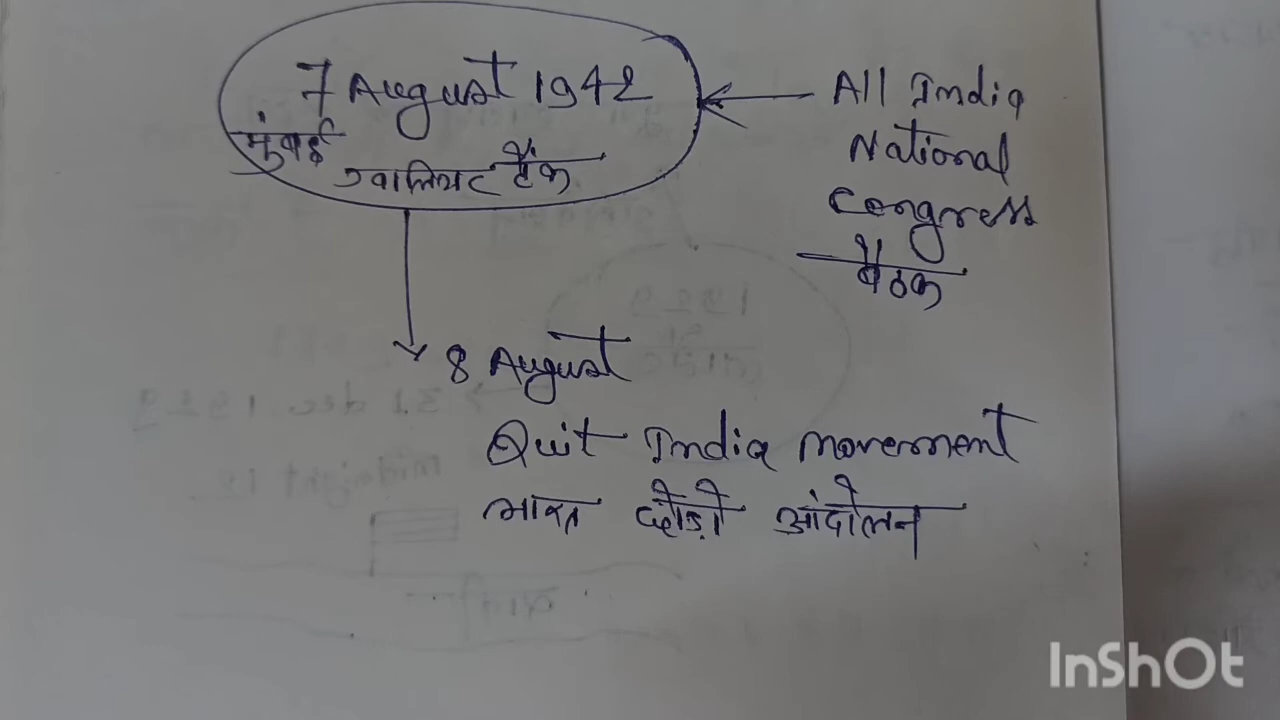 7 August 1942
मुंबई
ग्वालियर टैंक
All India
National
Congress
बैठक
8 August
Quit India movement
भारत छोड़ो आंदोलन
InShOt